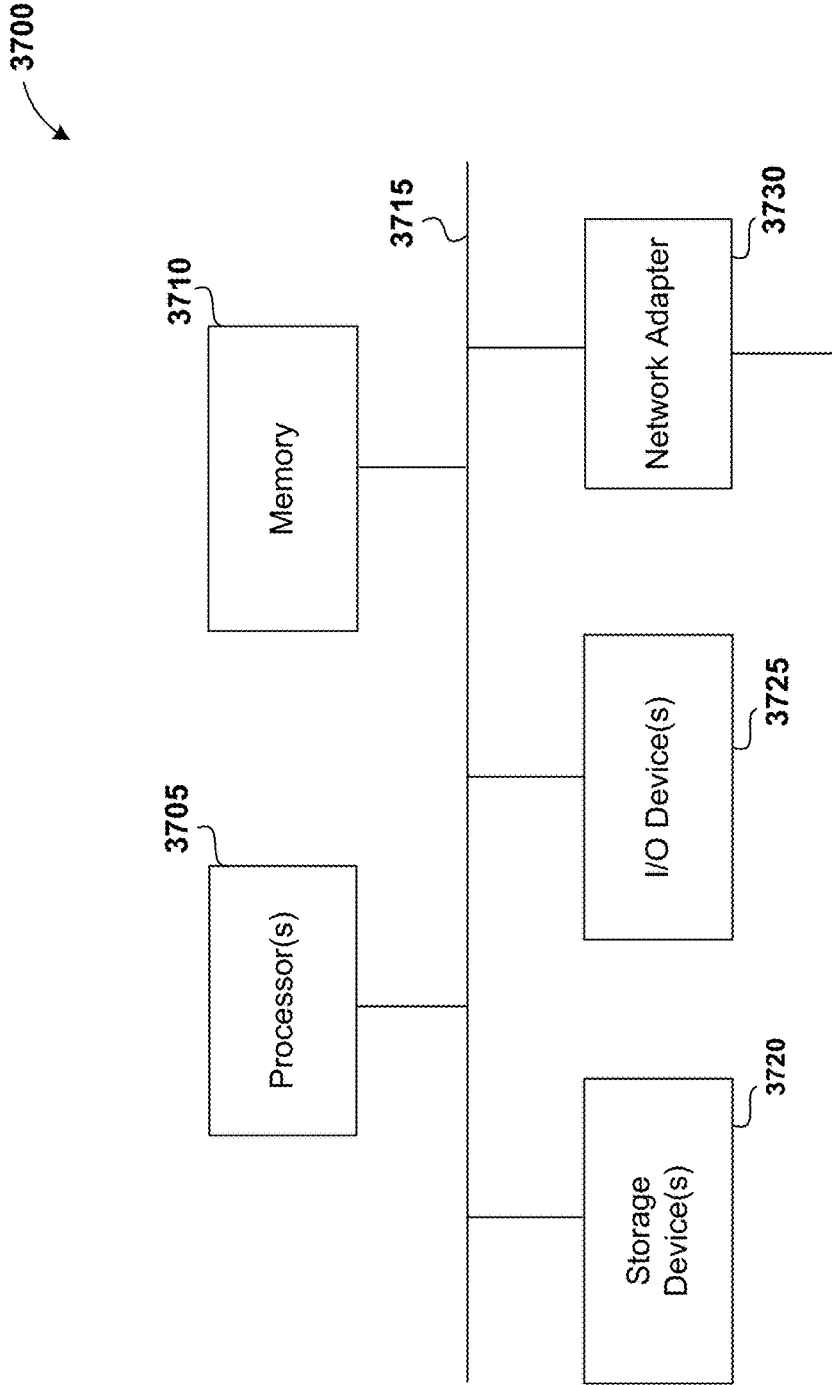 3700
3705
Processor(s)
3710
Memory
3715
Storage
Device(s)
3720
I/O Device(s)
3725
Network Adapter
3730